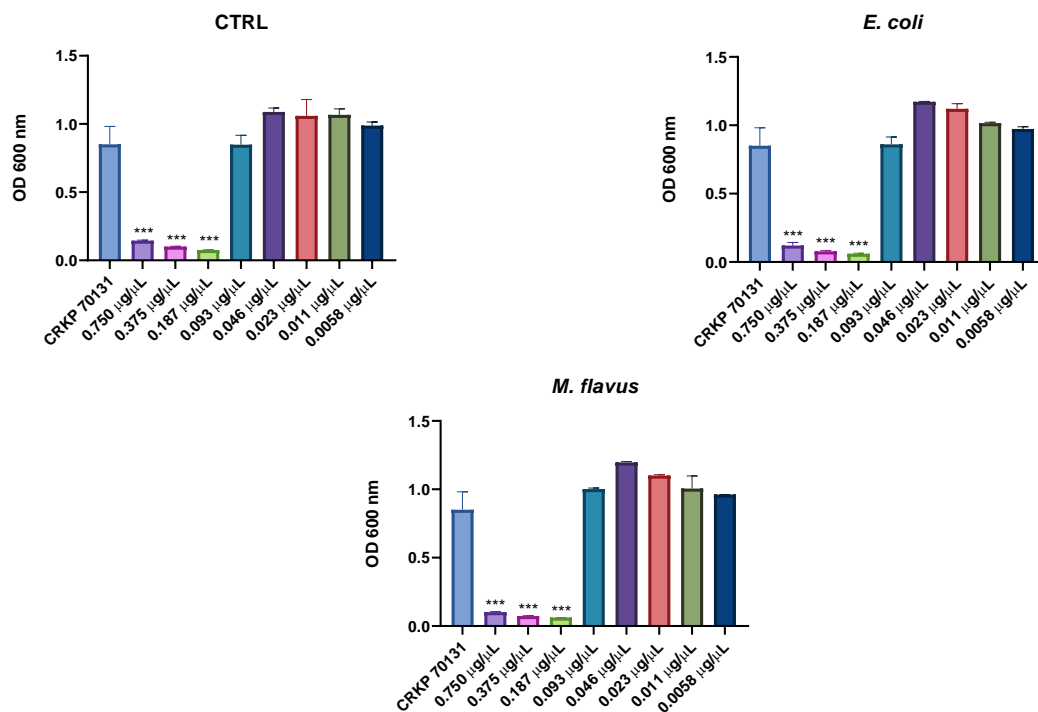 CTRL
OD 600 nm
1.5
1.0
0.5
0.0
*** *** ***
CRKP 70131
0.750 µg/µL
0.375 µg/µL
0.187 µg/µL
0.093 µg/µL
0.046 µg/µL
0.023 µg/µL
0.011 µg/µL
0.0058 µg/µL
E. coli
OD 600 nm
1.5
1.0
0.5
0.0
*** *** ***
CRKP 70131
0.750 µg/µL
0.375 µg/µL
0.187 µg/µL
0.093 µg/µL
0.046 µg/µL
0.023 µg/µL
0.011 µg/µL
0.0058 µg/µL
M. flavus
OD 600 nm
1.5
1.0
0.5
0.0
*** *** ***
CRKP 70131
0.750 µg/µL
0.375 µg/µL
0.187 µg/µL
0.093 µg/µL
0.046 µg/µL
0.023 µg/µL
0.011 µg/µL
0.0058 µg/µL